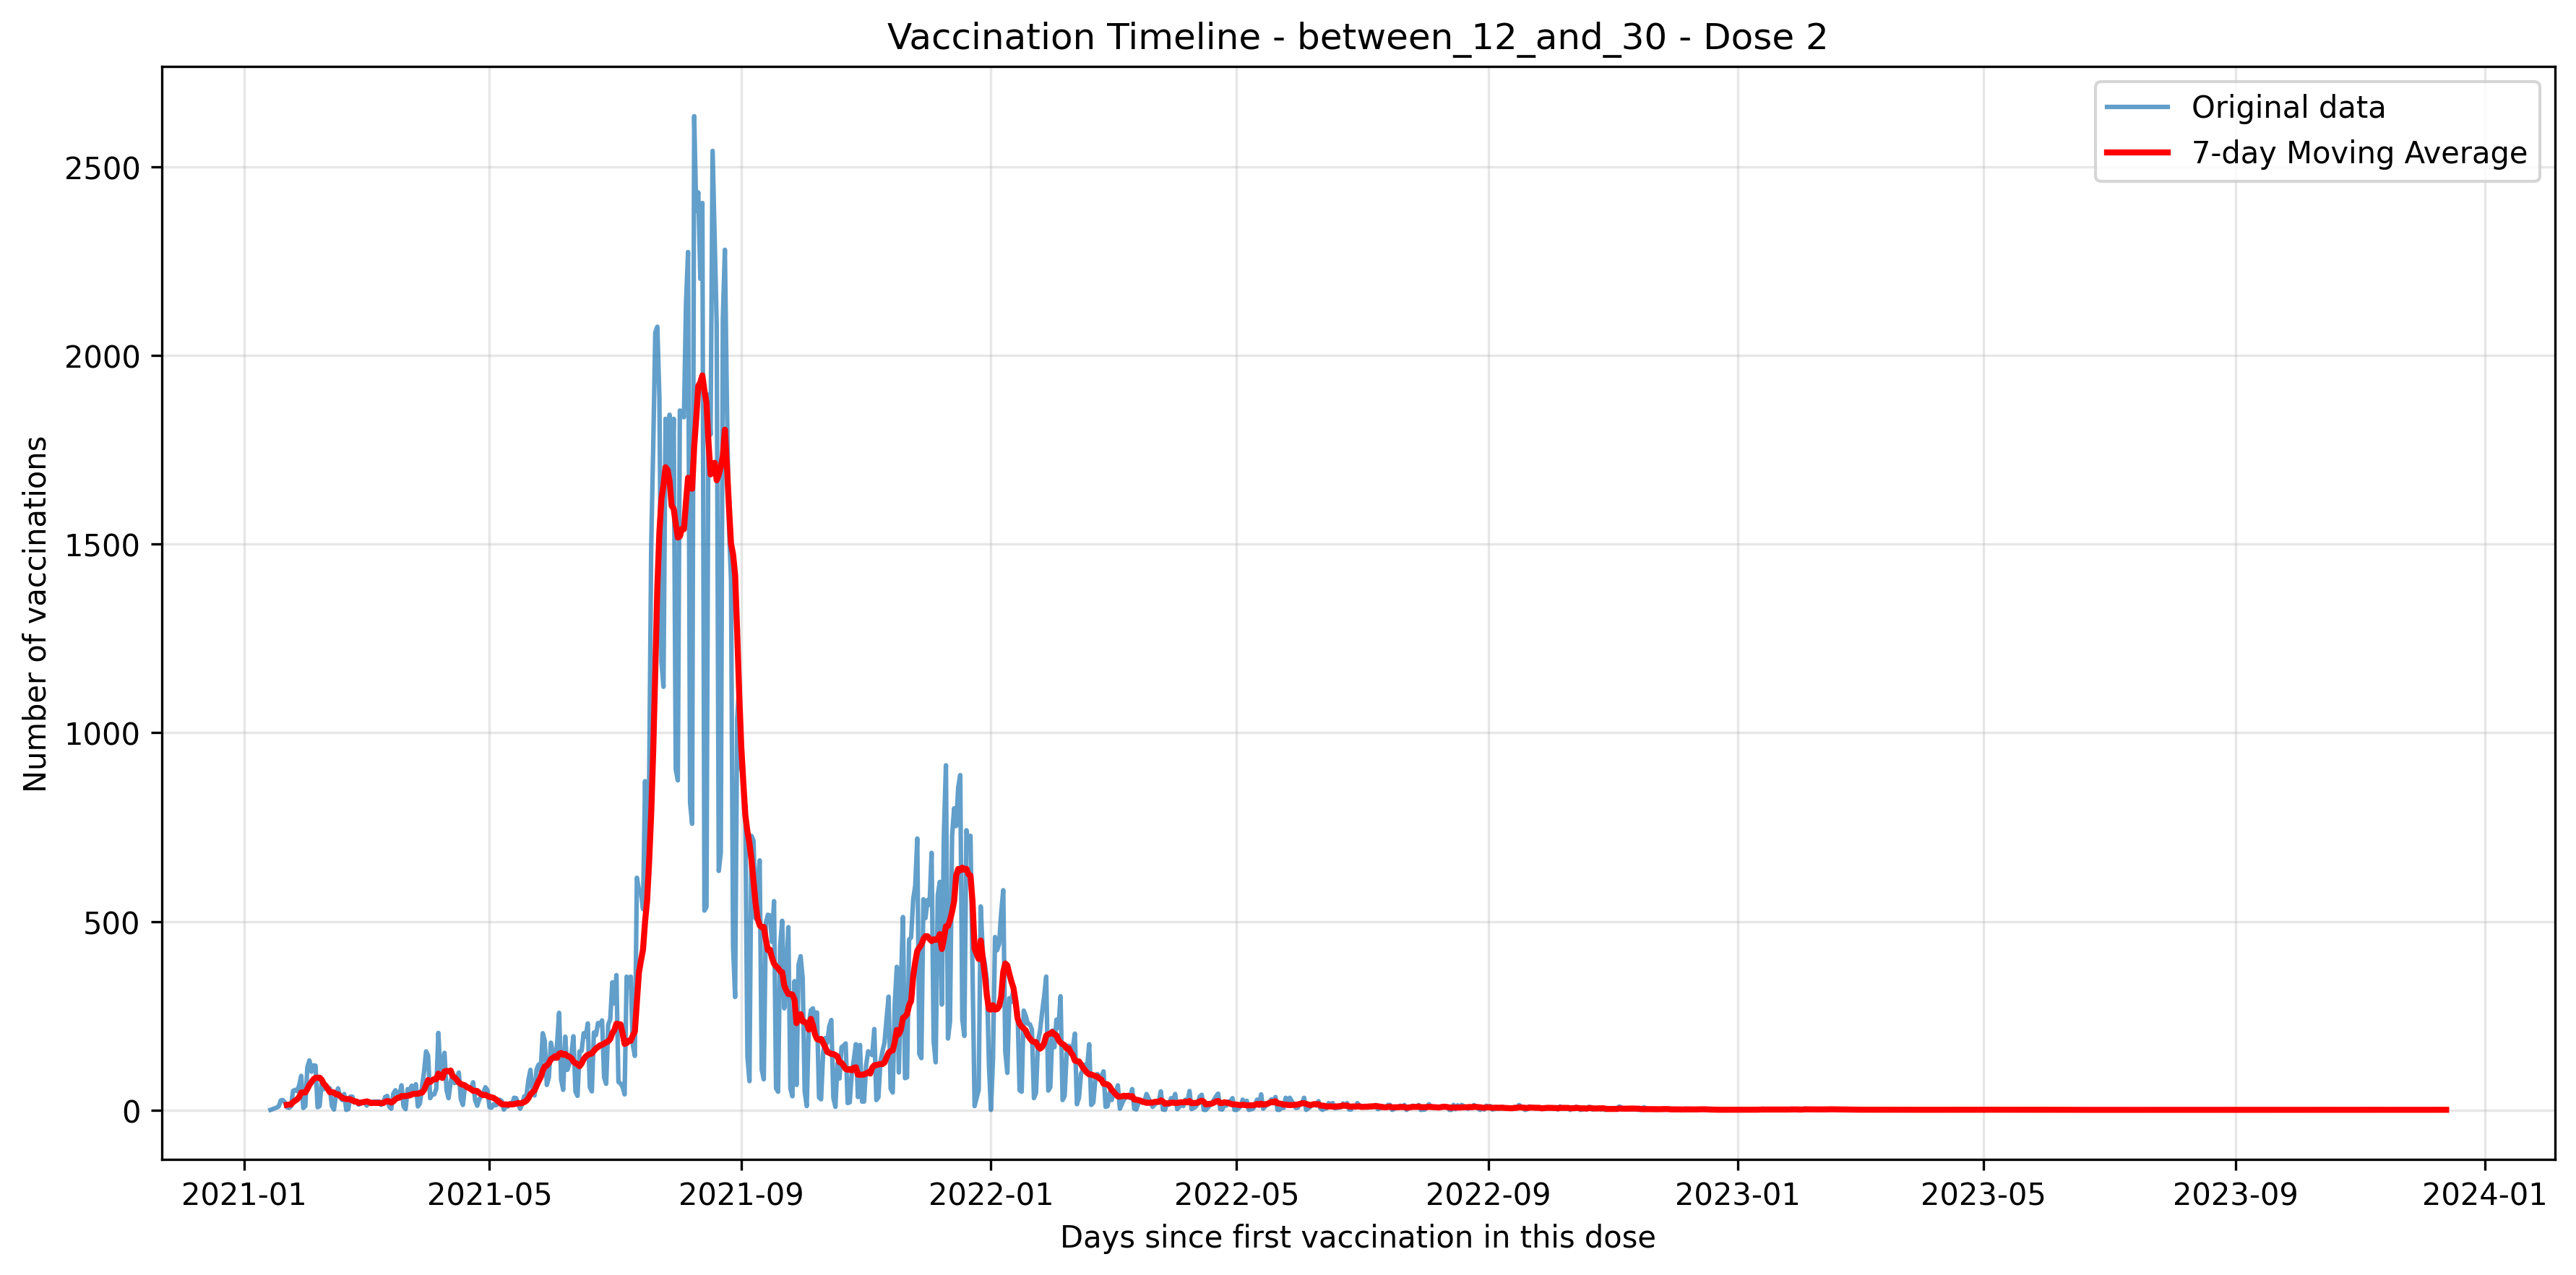 Vaccination Timeline - between_12_and_30 - Dose 2
Original data
7-day Moving Average
Number of vaccinations
2500
2000
1500
1000
500
0
2021-01 2021-05 2021-09 2022-01 2022-05 2022-09 2023-01 2023-05 2023-09 2024-01
Days since first vaccination in this dose